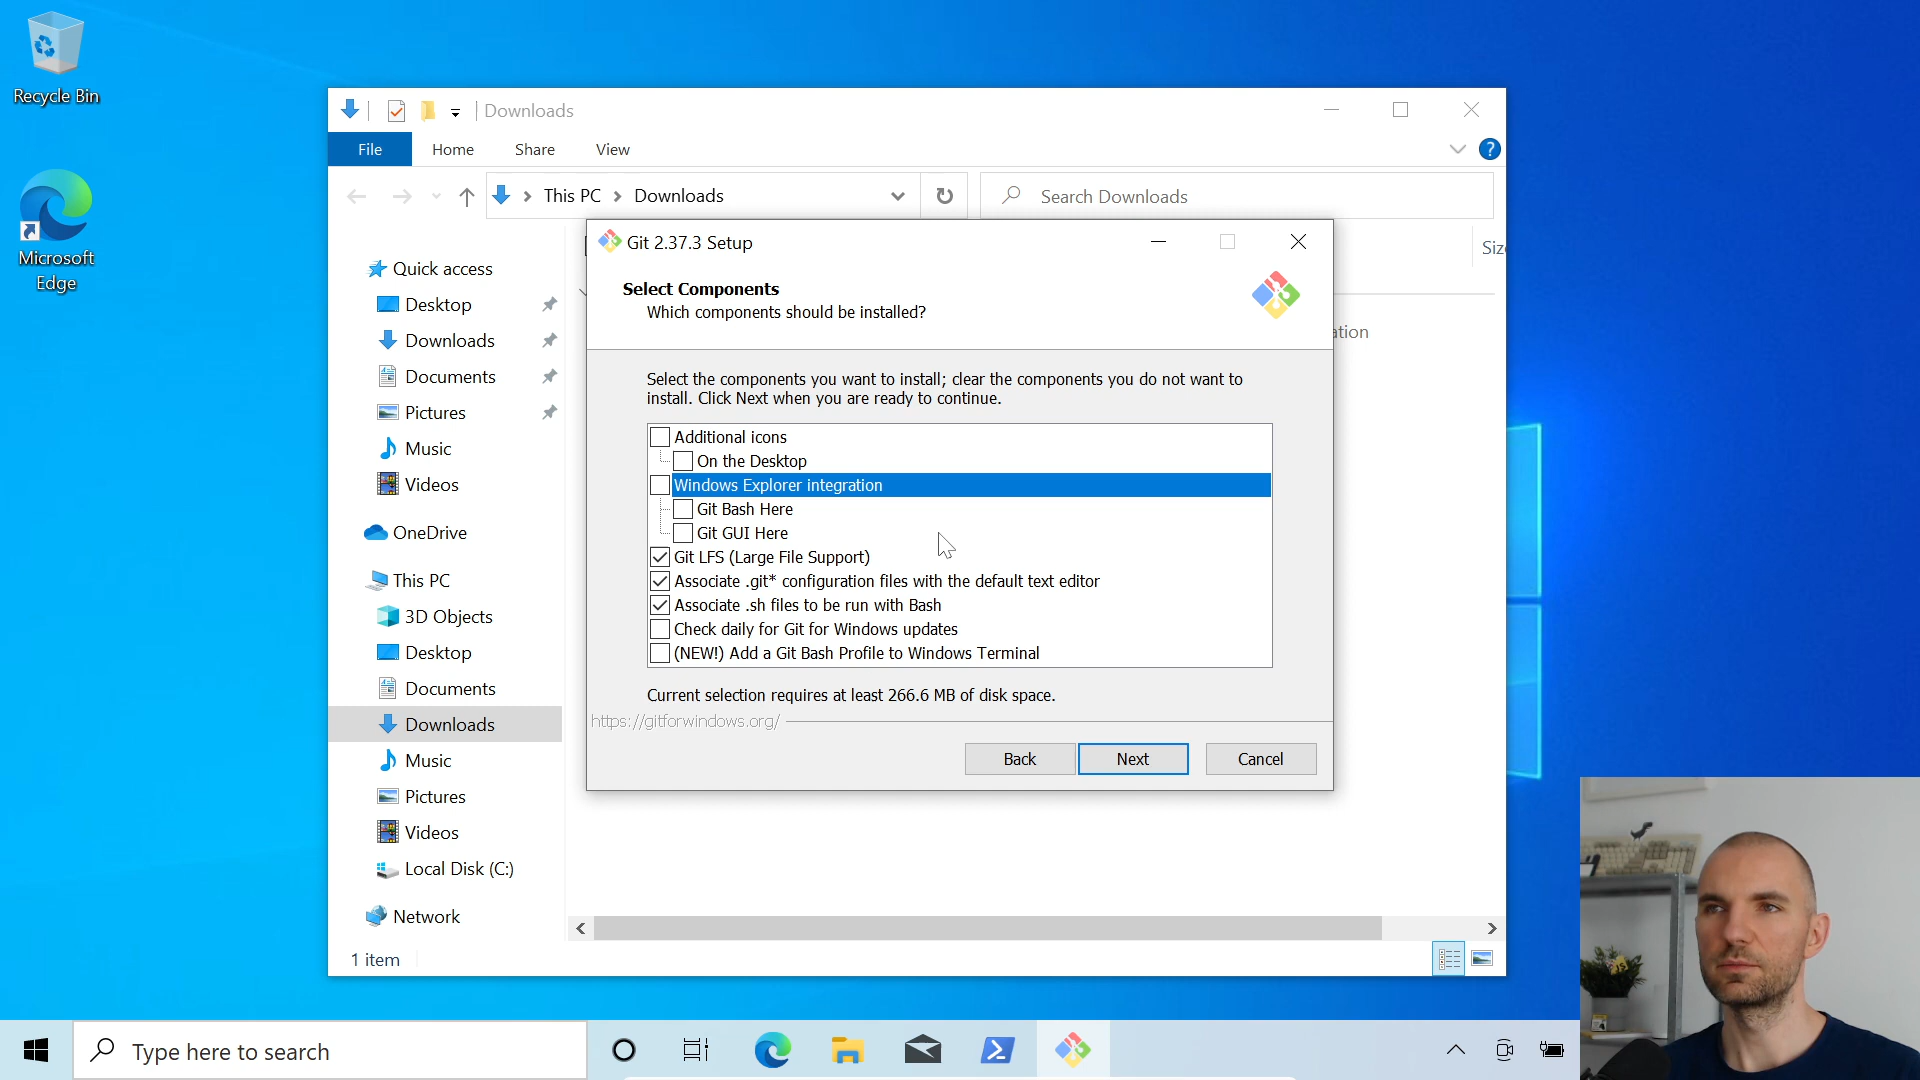 Recycle Bin
Microsoft
Edge
Downloads
File Home Share View
This PC Downloads
Search Downloads
Git 2.37.3 Setup
Size
Select Components
Which components should be installed?
ation
Select the components you want to install; clear the components you do not want to
install. Click Next when you are ready to continue.
Additional icons
On the Desktop
Windows Explorer integration
Git Bash Here
Git GUI Here
Git LFS (Large File Support)
Associate .git* configuration files with the default text editor
Associate .sh files to be run with Bash
Check daily for Git for Windows updates
(NEW!) Add a Git Bash Profile to Windows Terminal
Current selection requires at least 266.6 MB of disk space.
https://gitforwindows.org/
Back Next Cancel
Quick access
Desktop
Downloads
Documents
Pictures
Music
Videos
OneDrive
This PC
3D Objects
Desktop
Documents
Downloads
Music
Pictures
Videos
Local Disk (C:)
Network
1 item
Type here to search